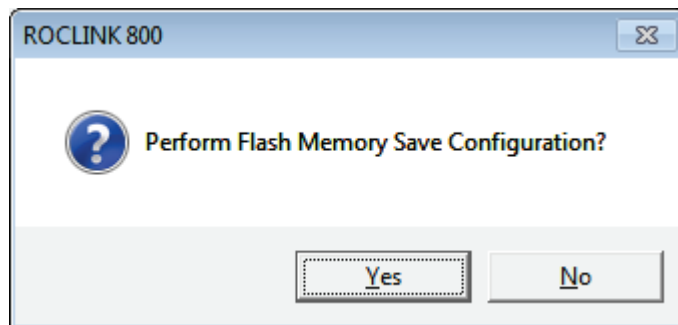 ROCLINK 800
Perform Flash Memory Save Configuration?
Yes
No